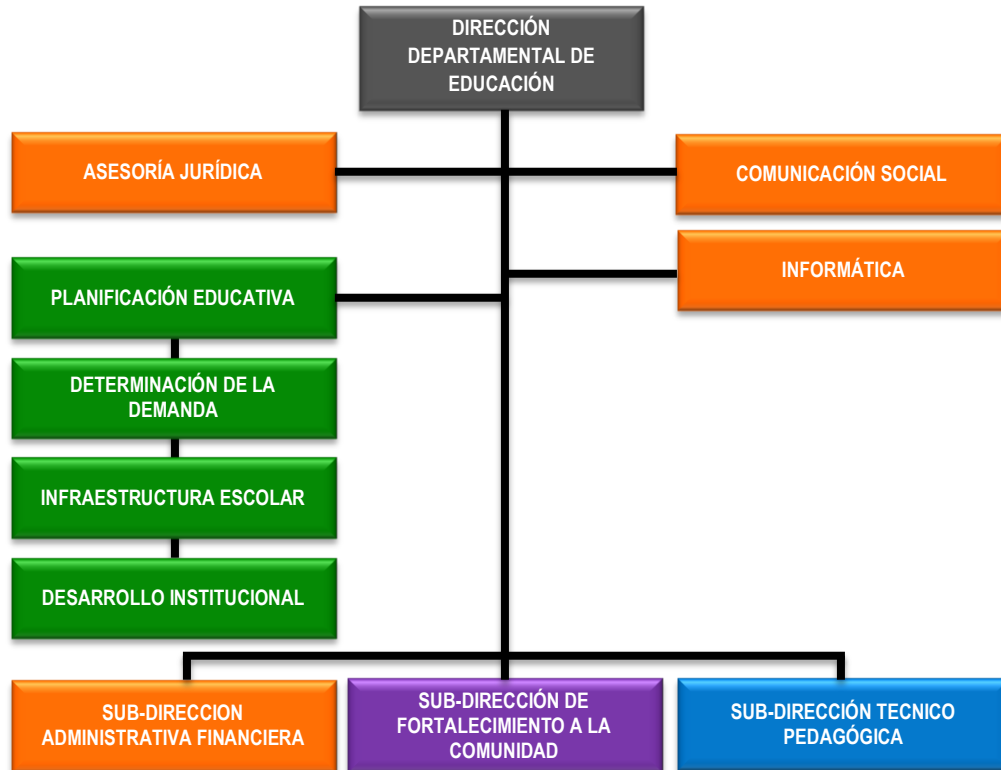 DIRECCIÓN
DEPARTAMENTAL DE
EDUCACIÓN
ASESORÍA JURÍDICA
COMUNICACIÓN SOCIAL
INFORMÁTICA
PLANIFICACIÓN EDUCATIVA
DETERMINACIÓN DE LA
DEMANDA
INFRAESTRUCTURA ESCOLAR
DESARROLLO INSTITUCIONAL
SUB-DIRECCION
ADMINISTRATIVA FINANCIERA
SUB-DIRECCIÓN DE
FORTALECIMIENTO A LA
COMUNIDAD
SUB-DIRECCIÓN TECNICO
PEDAGÓGICA